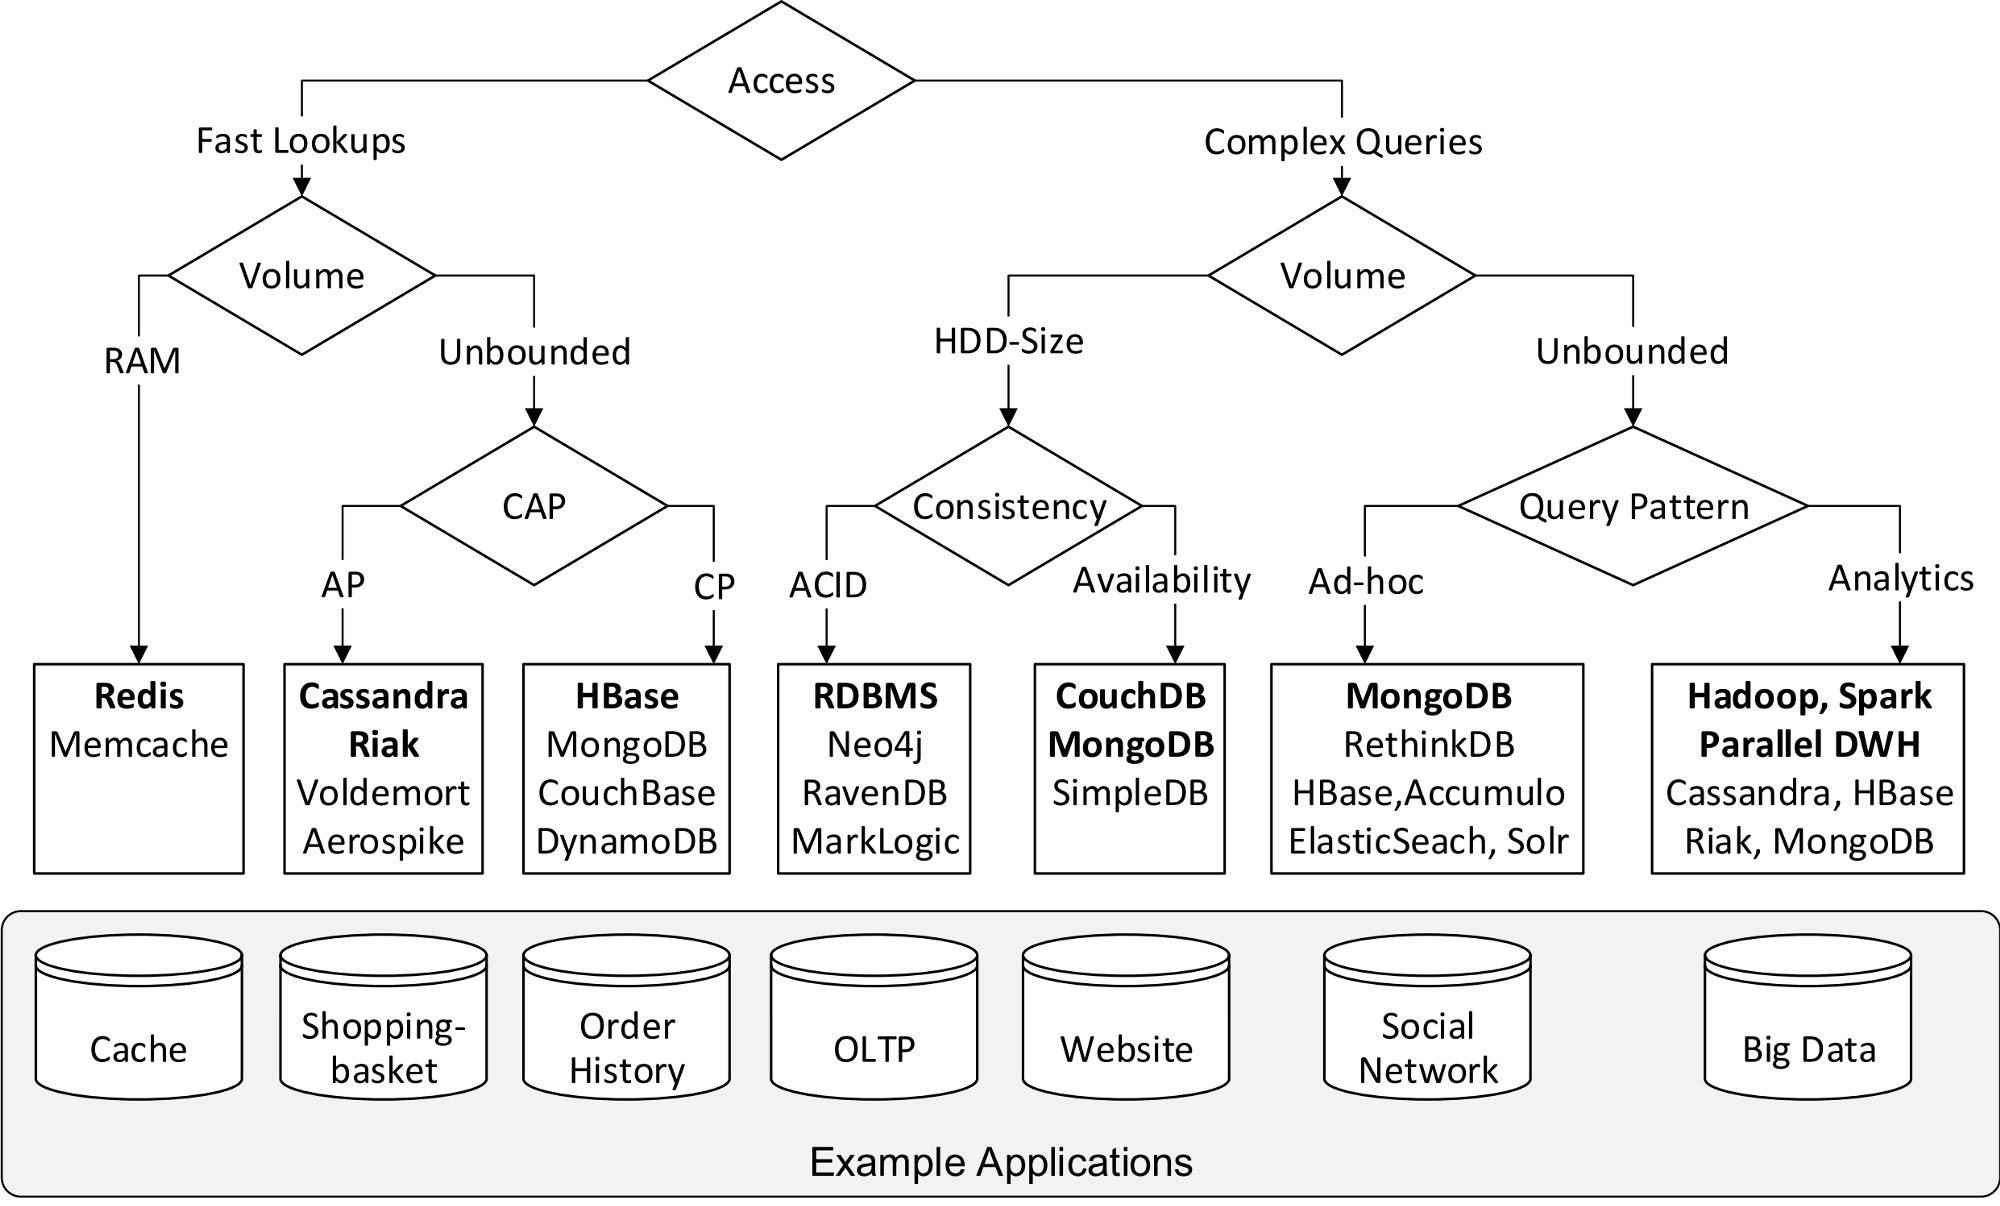 Access
Fast Lookups
Complex Queries
Volume
Volume
RAM
Unbounded
HDD-Size
Unbounded
CAP
Consistency
Query Pattern
AP
CP
ACID
Availability
Ad-hoc
Analytics
Redis
Memcache
Cassandra
Riak
Voldemort
Aerospike
HBase
MongoDB
CouchBase
DynamoDB
RDBMS
Neo4j
RavenDB
MarkLogic
CouchDB
MongoDB
SimpleDB
MongoDB
RethinkDB
HBase,Accumulo
ElasticSeach, Solr
Hadoop, Spark
Parallel DWH
Cassandra, HBase
Riak, MongoDB
Cache
Shopping-
basket
Order
History
OLTP
Website
Social
Network
Big Data
Example Applications